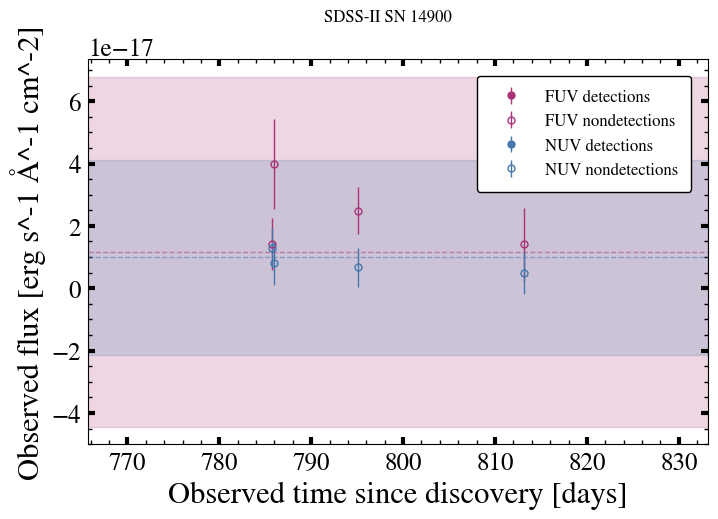 SDSS-II SN 14900
1e−17
FUV detections
FUV nondetections
NUV detections
NUV nondetections
6
4
2
0
−2
−4
Observed flux [erg s^-1 Å^-1 cm^-2]
770 780 790 800 810 820 830
Observed time since discovery [days]